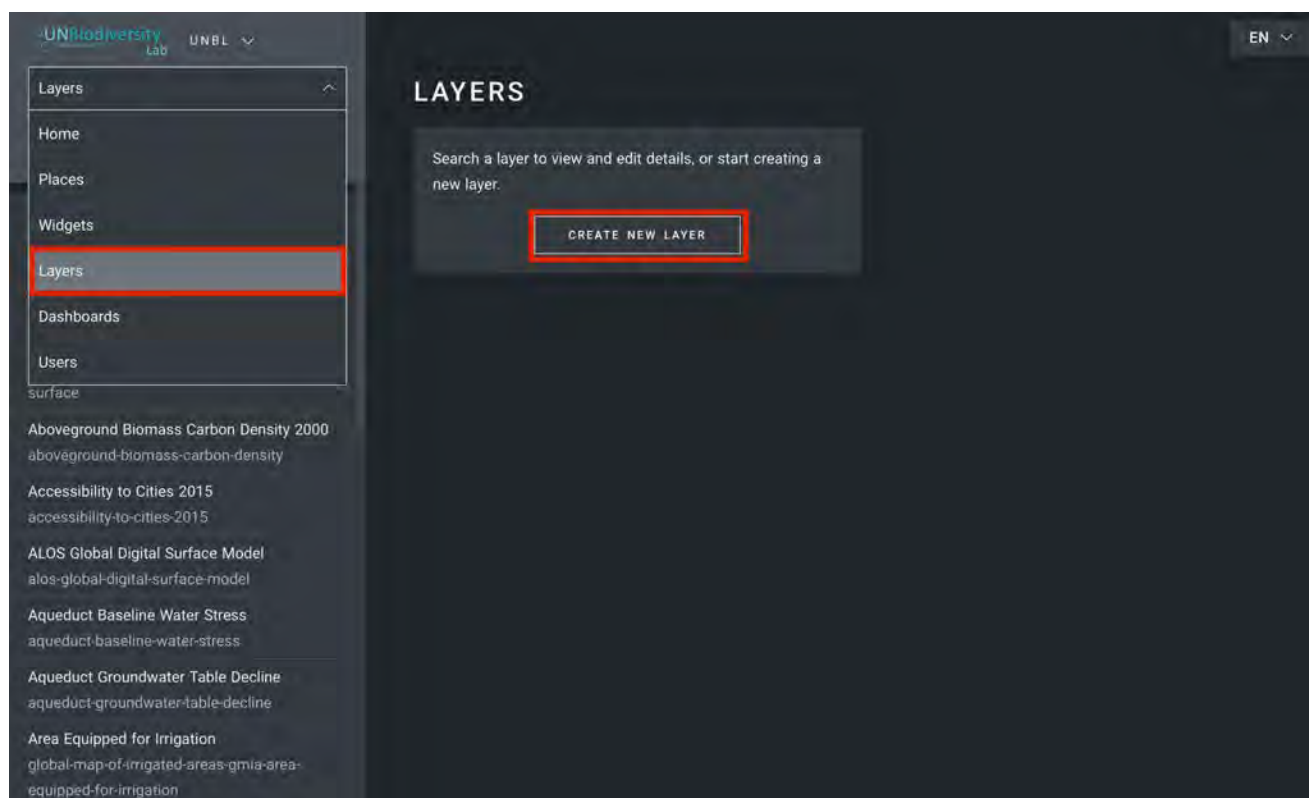 UNBiodiversity
Lab
UNBL
EN
Layers
Home
Places
Widgets
Layers
Dashboards
Users
surface
Aboveground Biomass Carbon Density 2000
aboveground-biomass-carbon-density
Accessibility to Cities 2015
accessibility-to-cities-2015
ALOS Global Digital Surface Model
alos-global-digital-surface-model
Aqueduct Baseline Water Stress
aqueduct-baseline-water-stress
Aqueduct Groundwater Table Decline
aqueduct-groundwater-table-decline
Area Equipped for Irrigation
global-map-of-irrigated-areas-gmia-area-
equipped-for-irrigation
LAYERS
Search a layer to view and edit details, or start creating a
new layer.
CREATE NEW LAYER